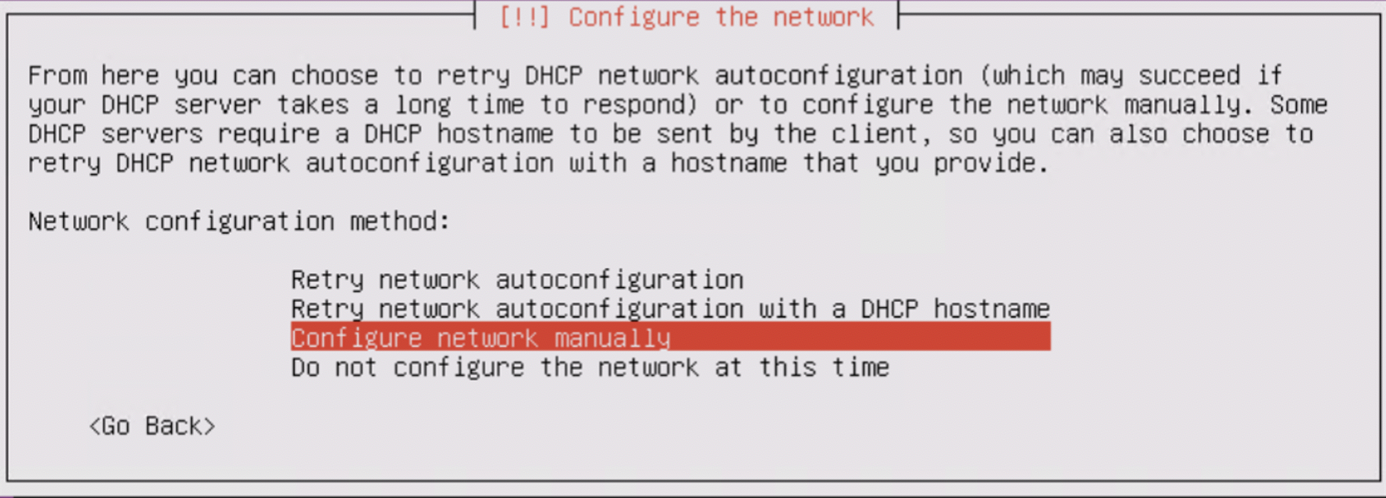 [!!] Configure the network
From here you can choose to retry DHCP network autoconfiguration (which may succeed if
your DHCP server takes a long time to respond) or to configure the network manually. Some
DHCP servers require a DHCP hostname to be sent by the client, so you can also choose to
retry DHCP network autoconfiguration with a hostname that you provide.
Network configuration method:
Retry network autoconfiguration
Retry network autoconfiguration with a DHCP hostname
Configure network manually
Do not configure the network at this time
<Go Back>